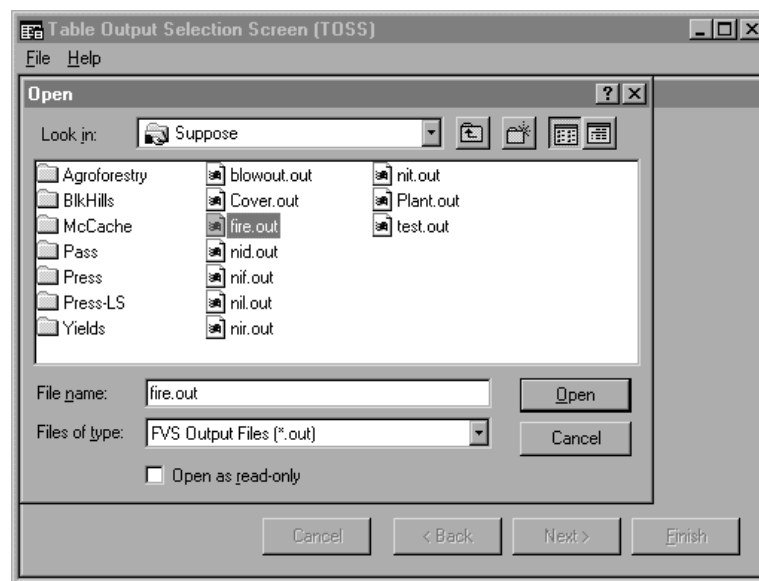 Table Output Selection Screen (TOSS)
File Help
Open
Look in: Suppose
Agroforestry blowout.out nit.out
BlkHills Cover.out Plant.out
McCache fire.out test.out
Pass nid.out
Press nif.out
Press-LS nil.out
Yields nir.out
File name: fire.out Open
Files of type: FVS Output Files (*.out) Cancel
Open as read-only
Cancel < Back Next > Finish